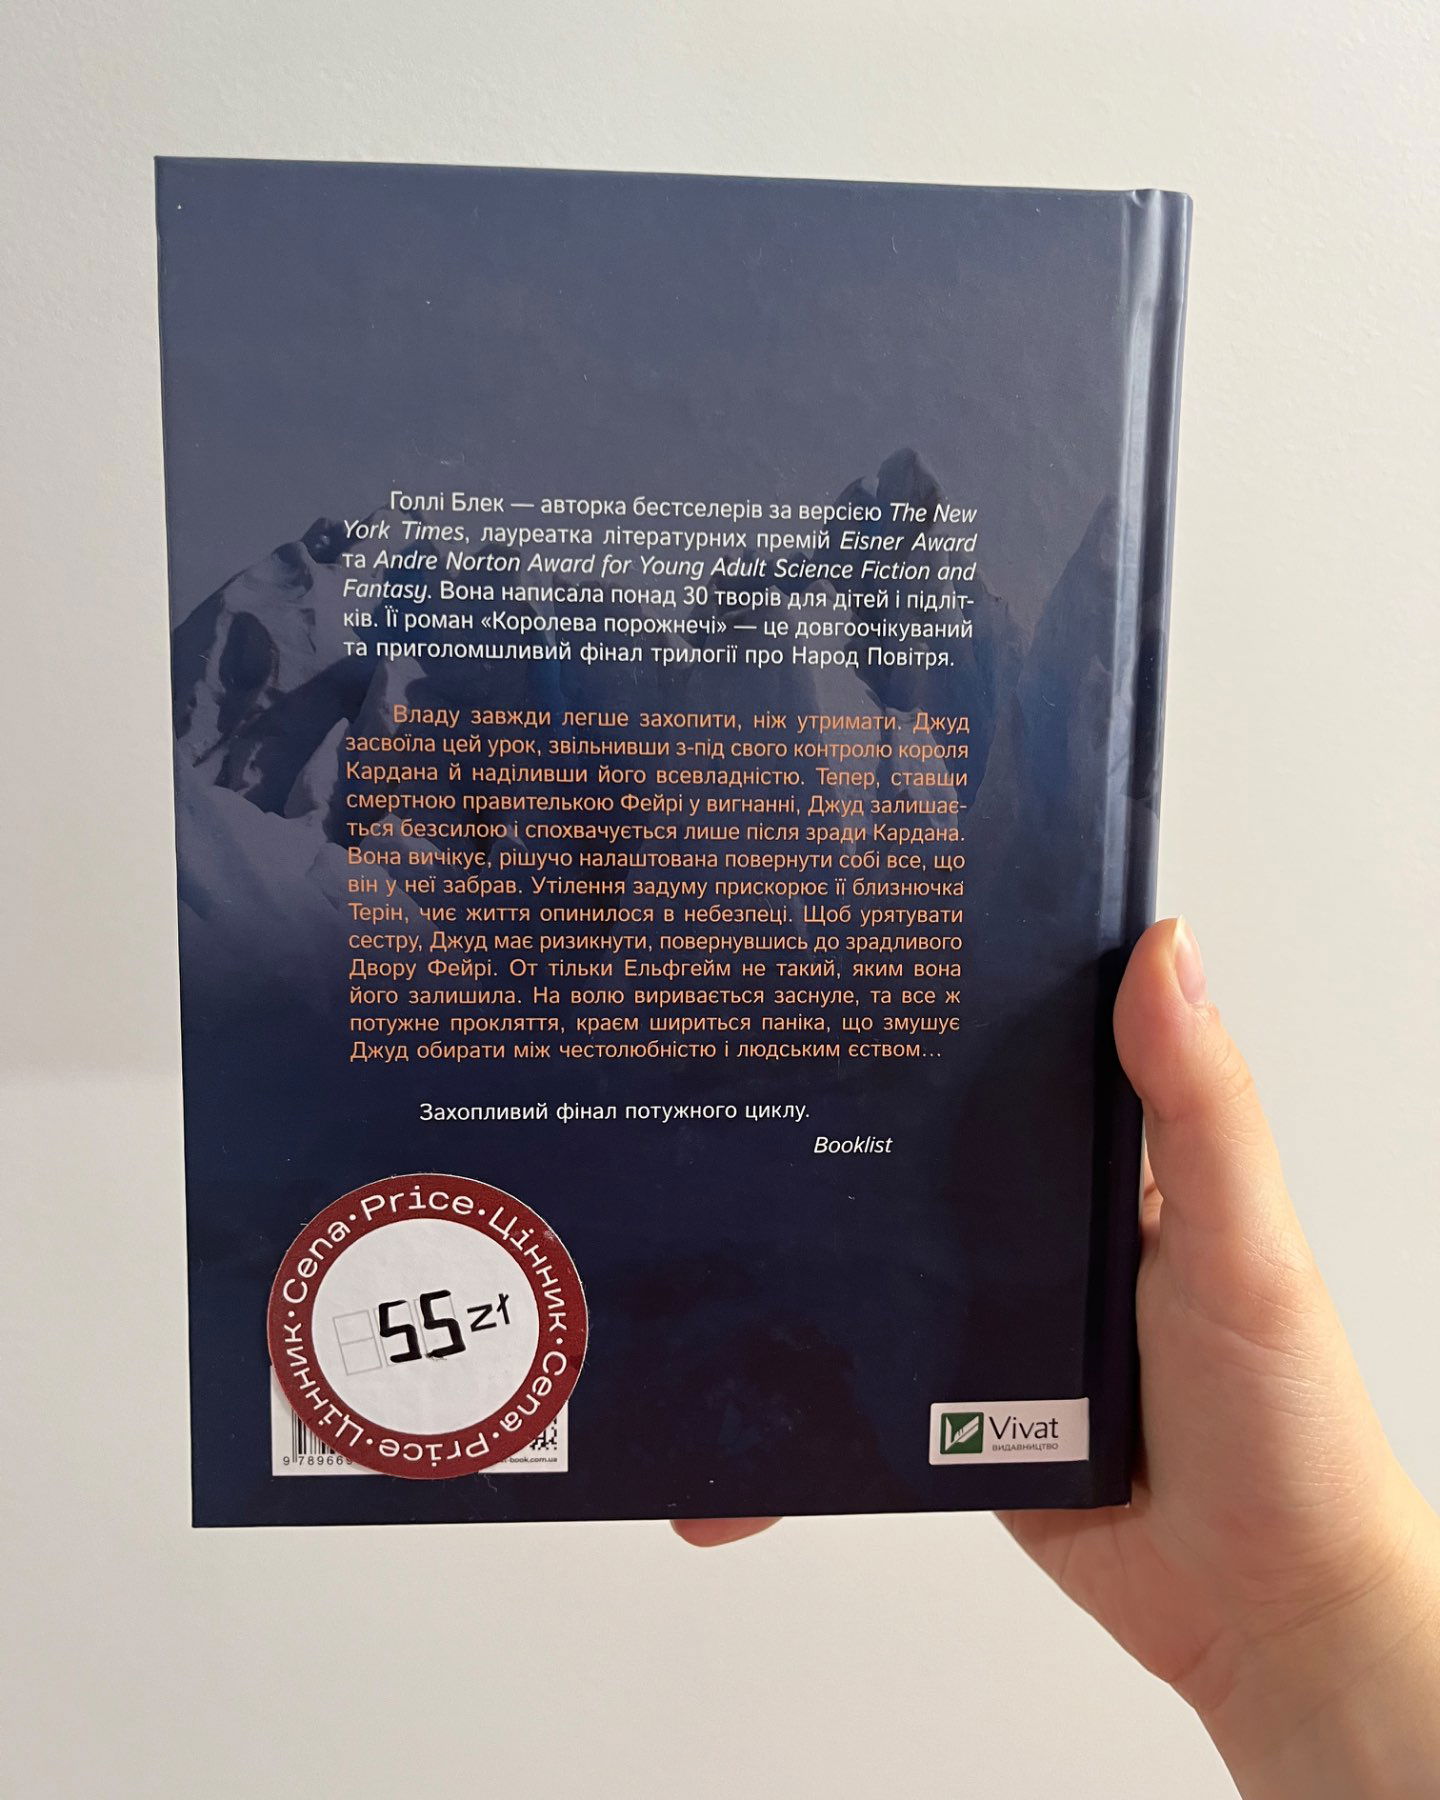 Голлі Блек — авторка бестселерів за версією The New
York Times, лауреатка літературних премій Eisner Award
та Andre Norton Award for Young Adult Science Fiction and
Fantasy. Вона написала понад 30 творів для дітей і підліт-
ків. Її роман «Королева порожнечі» — це довгоочікуваний
та приголомшливий фінал трилогії про Народ Повітря.
Владу завжди легше захопити, ніж утримати. Джуд
засвоїла цей урок, звільнивши з-під свого контролю короля
Кардана й наділивши його всевладністю. Тепер, ставши
смертною правителькою Фейрі у вигнанні, Джуд залишає-
ться безсилою і спохвачується лише після зради Кардана.
Вона вичікує, рішучо налаштована повернути собі все, що
він у неї забрав. Утілення задуму прискорює її близнючка
Терін, чиє життя опинилося в небезпеці. Щоб урятувати
сестру, Джуд має ризикнути, повернувшись до зрадливого
Двору Фейрі. От тільки Ельфгейм не такий, яким вона
його залишила. На волю виривається заснуле, та все ж
потужне прокляття, краєм шириться паніка, що змушує
Джуд обирати між честолюбністю і людським єством...
Захопливий фінал потужного циклу.
Booklist
Cena · Price · Цінник · Cena · Price · Цінник ·
55 zł
9 789669
t-book.com.ua
Vivat
ВИДАВНИЦТВО